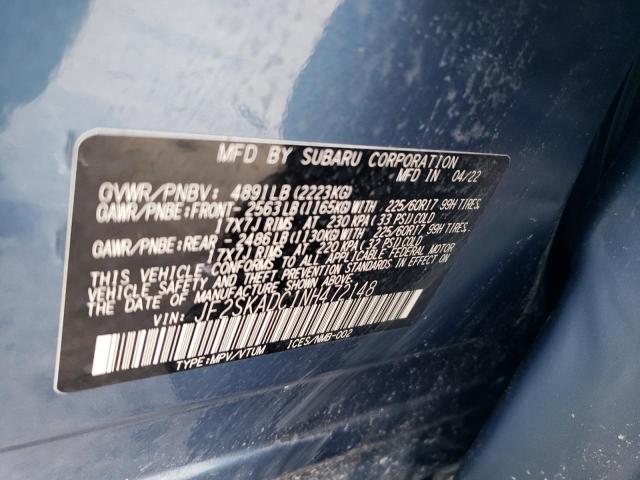 MFD BY SUBARU CORPORATION
MFD IN 04/22
GVWR/PNBV: 4891LB (2223KG)
GAWR/PNBE:FRONT- 2563LB(1165KG)WITH 225/60R17 99H TIRES
17X7J RIMS AT 230 KPA(33 PSI)COLD
GAWR/PNBE:REAR -2486LB(1130KG)WITH 225/60R17 99H TIRES
17X7J RIMS AT 220 KPA(32 PSI)COLD
THIS VEHICLE CONFORMS TO ALL APPLICABLE FEDERAL MOTOR
VEHICLE SAFETY AND THEFT PREVENTION STANDARDS IN EFFECT ON
THE DATE OF MANUFACTURE SHOWN ABOVE.
VIN: JF2SKADC1NH472148
TYPE:MPV/VTUM ICES/NMB-002